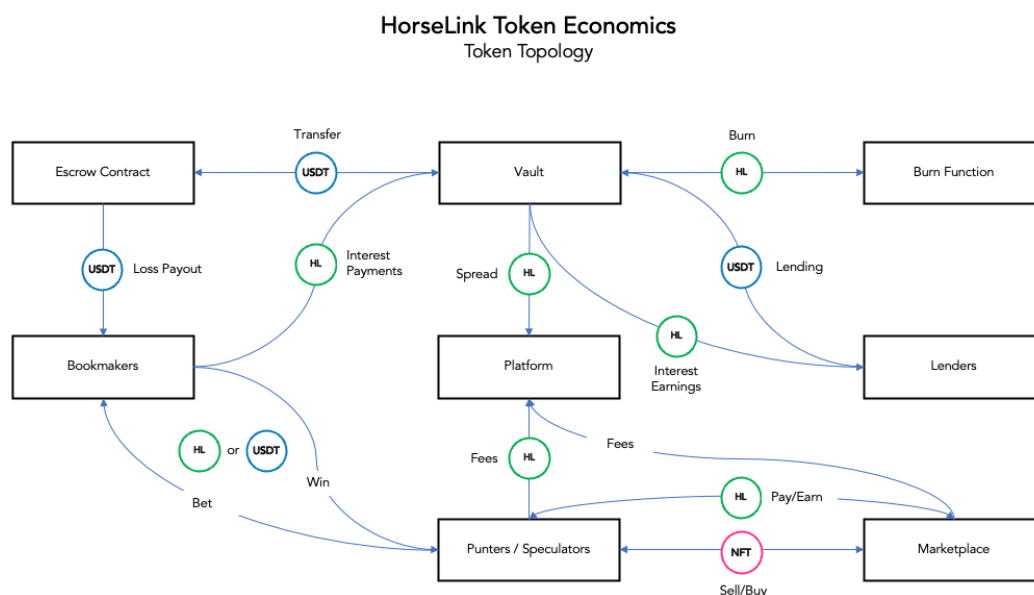 HorseLink Token Economics
Token Topology
Transfer
Burn
Escrow Contract
USDT
Vault
HL
Burn Function
USDT
Loss Payout
HL
Interest
Payments
Spread
HL
USDT
Lending
Bookmakers
Platform
HL
Interest
Earnings
Lenders
HL
or
USDT
Bet
Win
Fees
HL
Fees
HL
Pay/Earn
Punters / Speculators
NFT
Sell/Buy
Marketplace